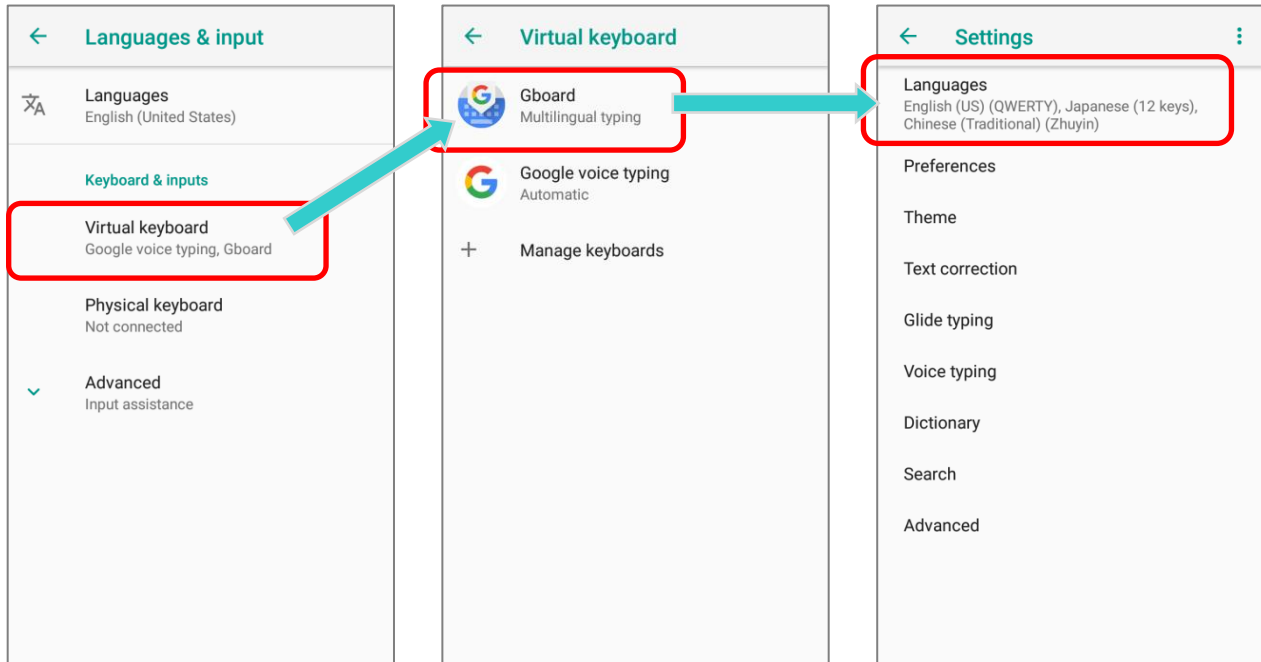 Languages & input
Languages
English (United States)
Keyboard & inputs
Virtual keyboard
Google voice typing, Gboard
Physical keyboard
Not connected
Advanced
Input assistance
Virtual keyboard
Gboard
Multilingual typing
Google voice typing
Automatic
Manage keyboards
Settings
Languages
English (US) (QWERTY), Japanese (12 keys),
Chinese (Traditional) (Zhuyin)
Preferences
Theme
Text correction
Glide typing
Voice typing
Dictionary
Search
Advanced